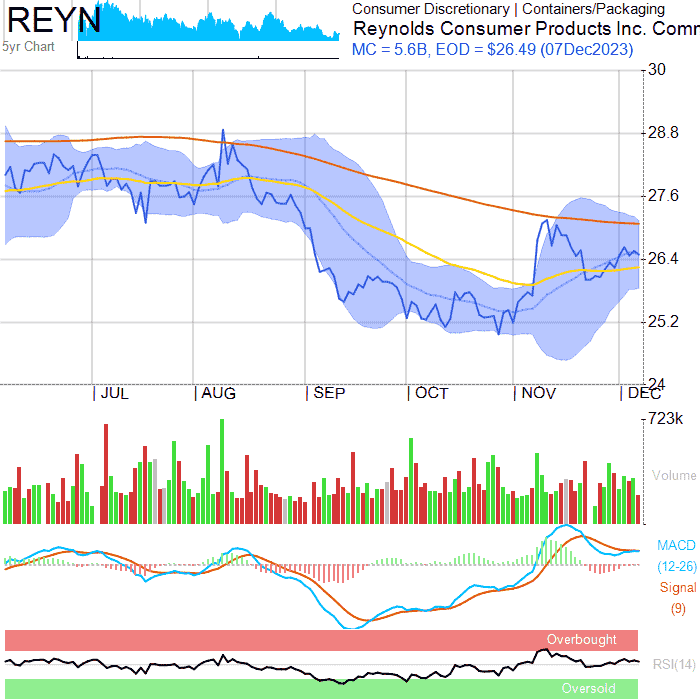 REYN
5yr Chart
Consumer Discretionary | Containers/Packaging
Reynolds Consumer Products Inc. Comm
MC = 5.6B, EOD = $26.49 (07Dec2023)
30
28.8
27.6
26.4
25.2
24
JUL AUG SEP OCT NOV DEC
723k
Volume
MACD
(12-26)
Signal
(9)
Overbought
RSI(14)
Oversold